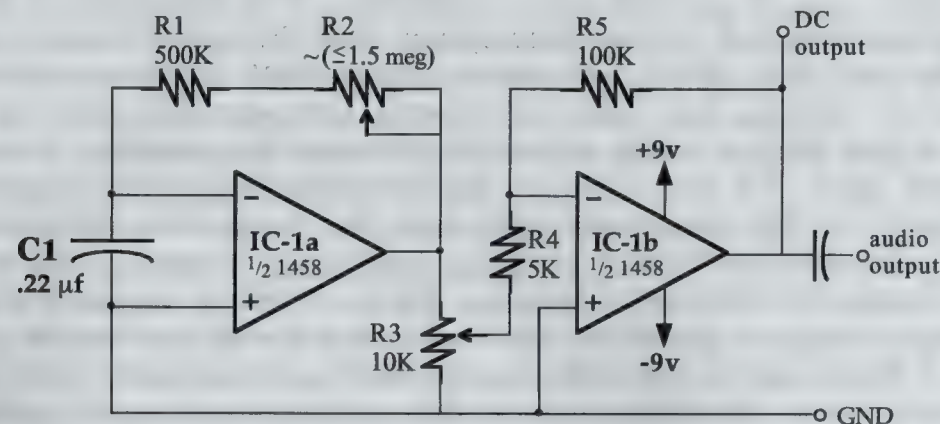 R1
500K
R2
~(≤1.5 meg)
R5
100K
DC
output
+9v
−
IC-1a
1/2 1458
+
C1
.22 µf
R3
10K
R4
5K
−
IC-1b
1/2 1458
+
audio
output
-9v
GND